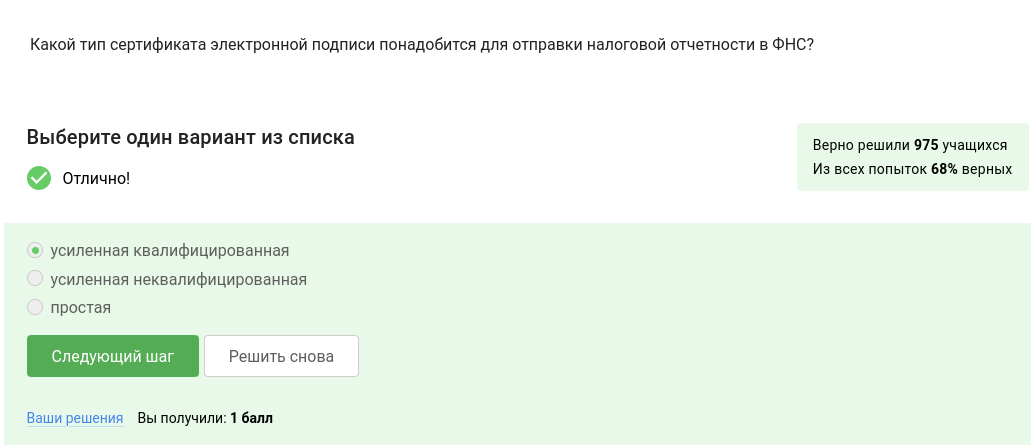 Какой тип сертификата электронной подписи понадобится для отправки налоговой отчетности в ФНС?
Выберите один вариант из списка
Верно решили 975 учащихся
Из всех попыток 68% верных
Отлично!
усиленная квалифицированная
усиленная неквалифицированная
простая
Следующий шаг
Решить снова
Ваши решения Вы получили: 1 балл